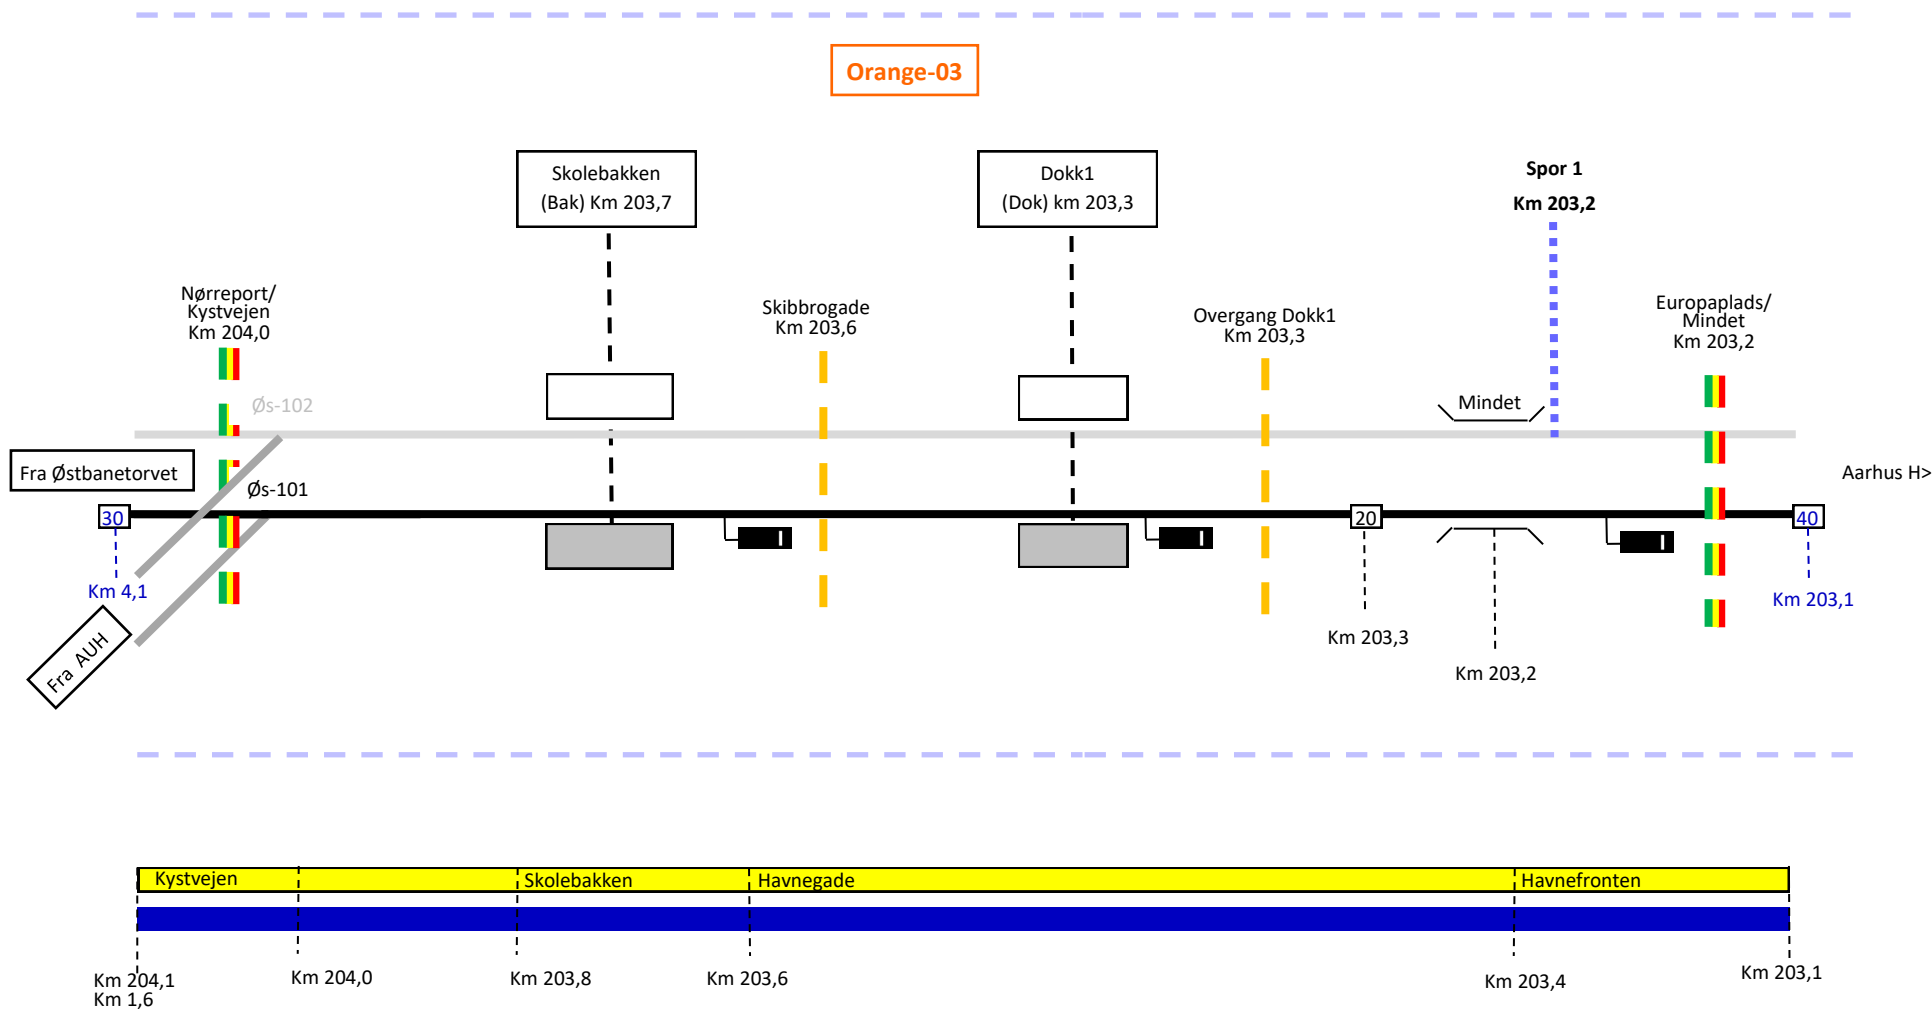 Orange-03
Skolebakken
(Bak) Km 203,7
Dokk1
(Dok) km 203,3
Spor 1
Km 203,2
Nørreport/
Kystvejen
Km 204,0
Skibbrogade
Km 203,6
Overgang Dokk1
Km 203,3
Europaplads/
Mindet
Km 203,2
Øs-102
Mindet
Fra Østbanetorvet
Øs-101
Aarhus H>
30
20
40
Km 4,1
Km 203,1
Km 203,3
Fra AUH
Km 203,2
Kystvejen
Skolebakken
Havnegade
Havnefronten
Km 204,1
Km 1,6
Km 204,0
Km 203,8
Km 203,6
Km 203,4
Km 203,1